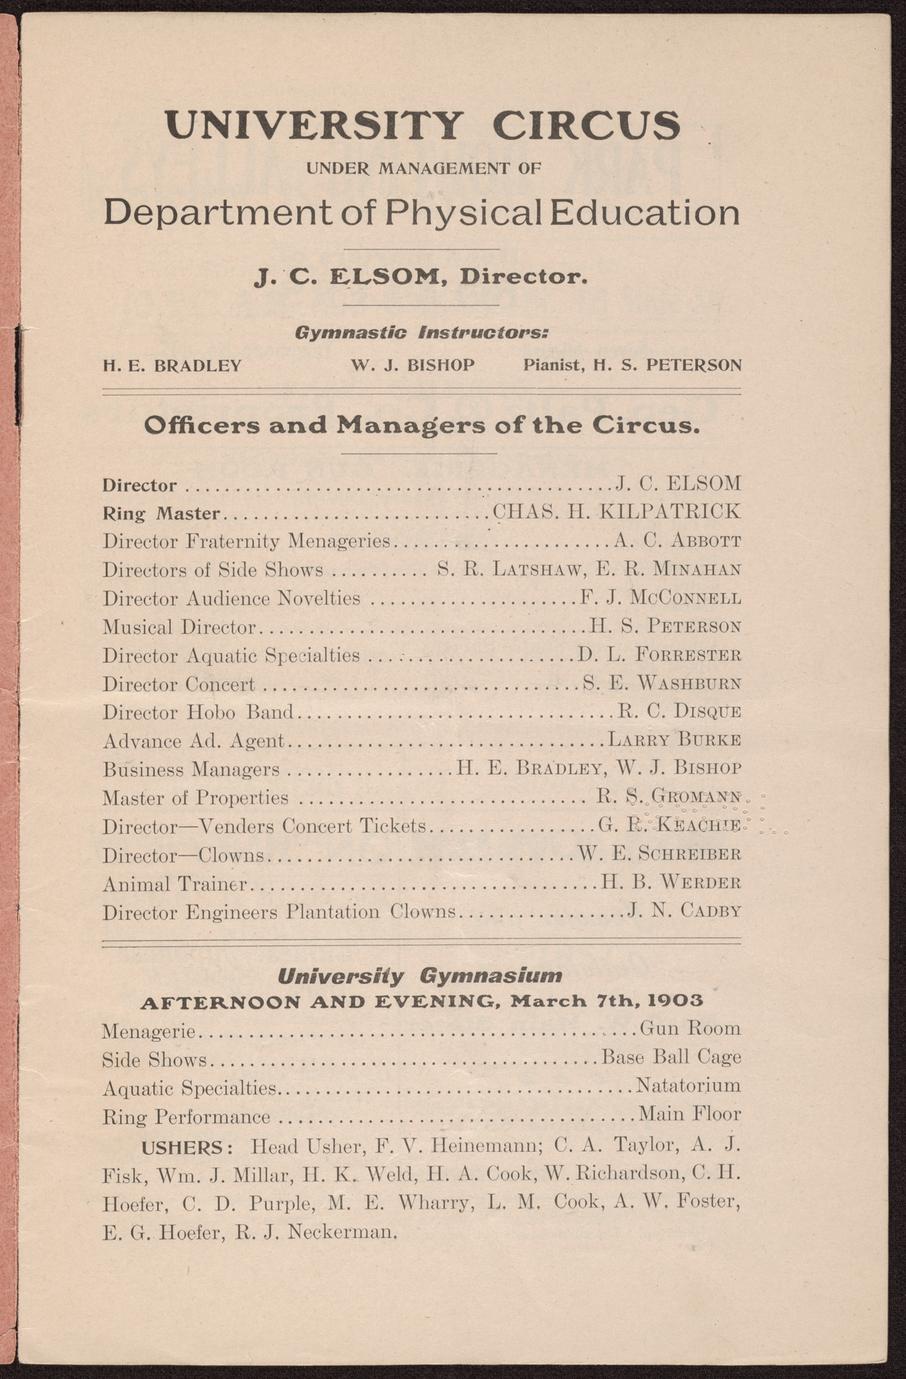 UNIVERSITY CIRCUS
UNDER MANAGEMENT OF
Department of Physical Education
J. C. ELSOM, Director.
Gymnastic Instructors:
H. E. BRADLEY W. J. BISHOP Pianist, H. S. PETERSON
Officers and Managers of the Circus.
Director ..........................................J. C. ELSOM
Ring Master...........................CHAS. H. KILPATRICK
Director Fraternity Menageries......................A. C. ABBOTT
Directors of Side Shows .......... S. R. LATSHAW, E. R. MINAHAN
Director Audience Novelties .....................F. J. MCCONNELL
Musical Director.................................H. S. PETERSON
Director Aquatic Specialties .....................D. L. FORRESTER
Director Concert ................................S. E. WASHBURN
Director Hobo Band................................R. C. DISQUE
Advance Ad. Agent................................LARRY BURKE
Business Managers .................H. E. BRADLEY, W. J. BISHOP
Master of Properties ............................. R. S. GROMANN
Director—Venders Concert Tickets.................G. R. KEACHIE
Director—Clowns...............................W. E. SCHREIBER
Animal Trainer...................................H. B. WERDER
Director Engineers Plantation Clowns.................J. N. CADBY
University Gymnasium
AFTERNOON AND EVENING, March 7th, 1903
Menagerie............................................Gun Room
Side Shows.......................................Base Ball Cage
Aquatic Specialties....................................Natatorium
Ring Performance ....................................Main Floor
USHERS: Head Usher, F. V. Heinemann; C. A. Taylor, A. J.
Fisk, Wm. J. Millar, H. K. Weld, H. A. Cook, W. Richardson, C. H.
Hoefer, C. D. Purple, M. E. Wharry, L. M. Cook, A. W. Foster,
E. G. Hoefer, R. J. Neckerman.